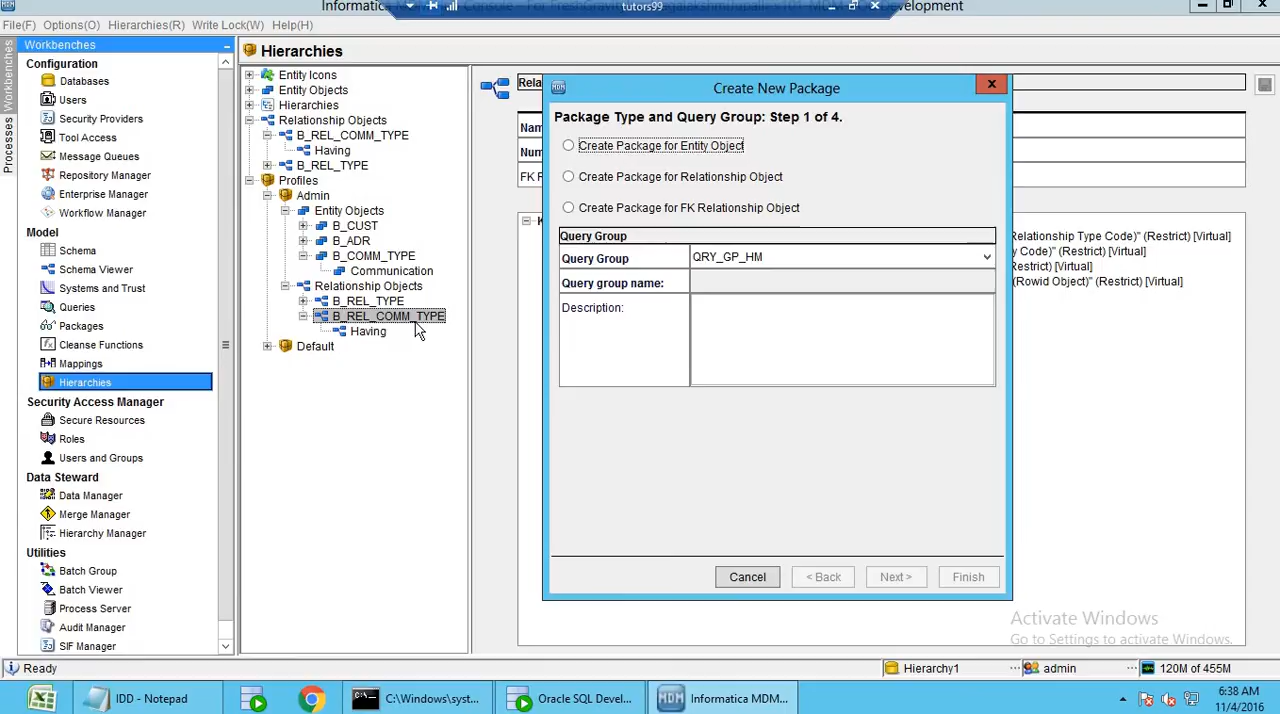 tutors99
File(F) Options(O) Hierarchies(R) Write Lock(W) Help(H)
Workbenches
Processes
Workbenches
Configuration
Databases
Users
Security Providers
Tool Access
Message Queues
Repository Manager
Enterprise Manager
Workflow Manager
Model
Schema
Schema Viewer
Systems and Trust
Queries
Packages
Cleanse Functions
Mappings
Hierarchies
Security Access Manager
Secure Resources
Roles
Users and Groups
Data Steward
Data Manager
Merge Manager
Hierarchy Manager
Utilities
Batch Group
Batch Viewer
Process Server
Audit Manager
SIF Manager
Hierarchies
Entity Icons
Entity Objects
Hierarchies
Relationship Objects
B_REL_COMM_TYPE
Having
B_REL_TYPE
Profiles
Admin
Entity Objects
B_CUST
B_ADR
B_COMM_TYPE
Communication
Relationship Objects
B_REL_TYPE
B_REL_COMM_TYPE
Having
Default
Create New Package
Package Type and Query Group: Step 1 of 4.
Create Package for Entity Object
Create Package for Relationship Object
Create Package for FK Relationship Object
Query Group
Query Group QRY_GP_HM
Query group name:
Description:
Cancel < Back Next > Finish
Relationship Type Code)" (Restrict) [Virtual]
y Code)" (Restrict) [Virtual]
Restrict) [Virtual]
(Rowid Object)" (Restrict) [Virtual]
Activate Windows
Go to Settings to activate Windows.
Ready
Hierarchy1 ... admin ... 120M of 455M
IDD - Notepad
C:\Windows\syst...
Oracle SQL Devel...
Informatica MDM...
6:38 AM
11/4/2016